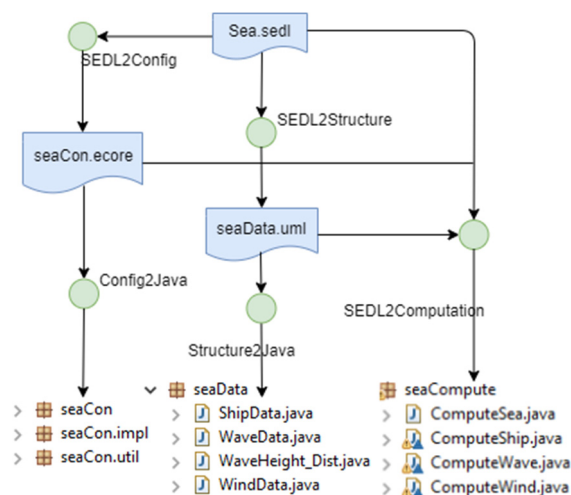 Sea.sedl
SEDL2Config
SEDL2Structure
seaCon.ecore
seaData.uml
Config2Java
SEDL2Computation
Structure2Java
seaCon
seaCon.impl
seaCon.util
seaData
ShipData.java
WaveData.java
WaveHeight_Dist.java
WindData.java
seaCompute
ComputeSea.java
ComputeShip.java
ComputeWave.java
ComputeWind.java